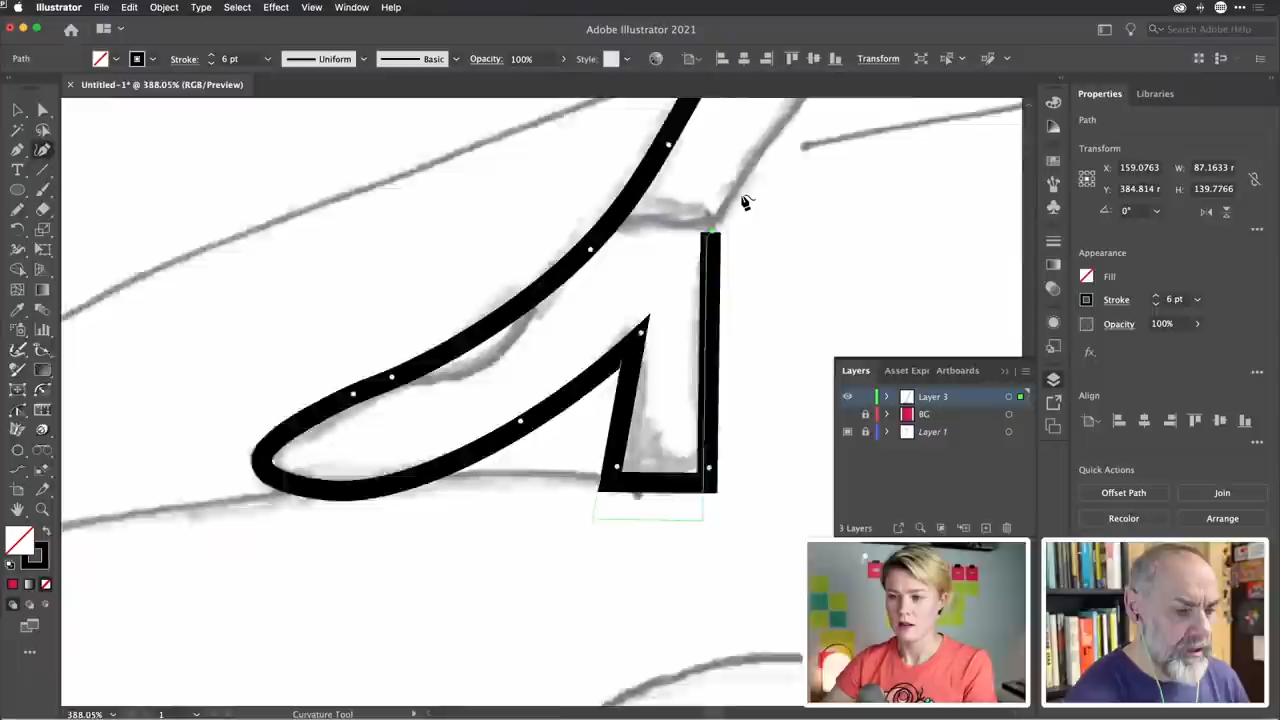 Illustrator File Edit Object Type Select Effect View Window Help
Adobe Illustrator 2021
Search Adobe Help
Path Stroke: 6 pt Uniform Basic Opacity: 100% Style: Transform
× Untitled-1* @ 388.05% (RGB/Preview)
Properties Libraries
Path
Transform
X: 159.0763 W: 87.1633 r
Y: 384.814 r H: 139.7766
0°
Appearance
Fill
Stroke 6 pt
Opacity 100%
fx.
Align
Quick Actions
Offset Path Join
Recolor Arrange
Layers Asset Expo Artboards
Layer 3
BG
Layer 1
3 Layers
388.05% 1 Curvature Tool